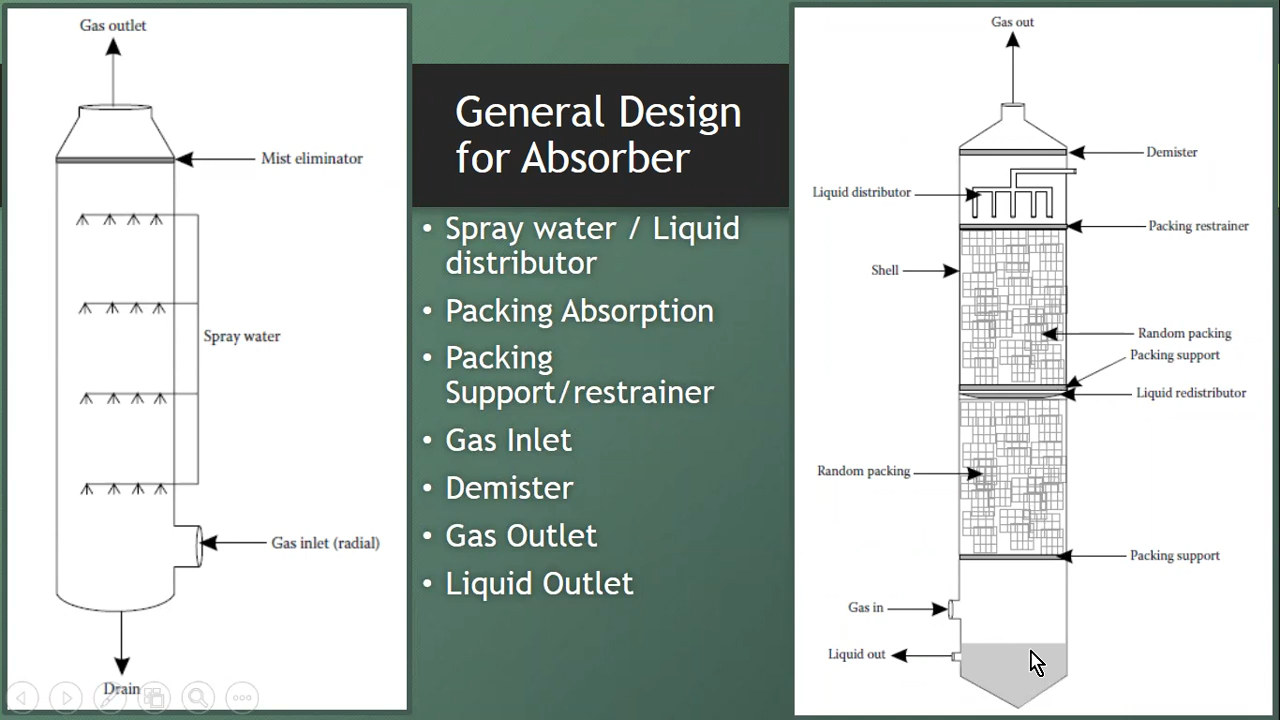 Gas outlet
Mist eliminator
Spray water
Gas inlet (radial)
Drain
General Design
for Absorber
• Spray water / Liquid
distributor
• Packing Absorption
• Packing
Support/restrainer
• Gas Inlet
• Demister
• Gas Outlet
• Liquid Outlet
Gas out
Demister
Liquid distributor
Packing restrainer
Shell
Random packing
Packing support
Liquid redistributor
Random packing
Packing support
Gas in
Liquid out